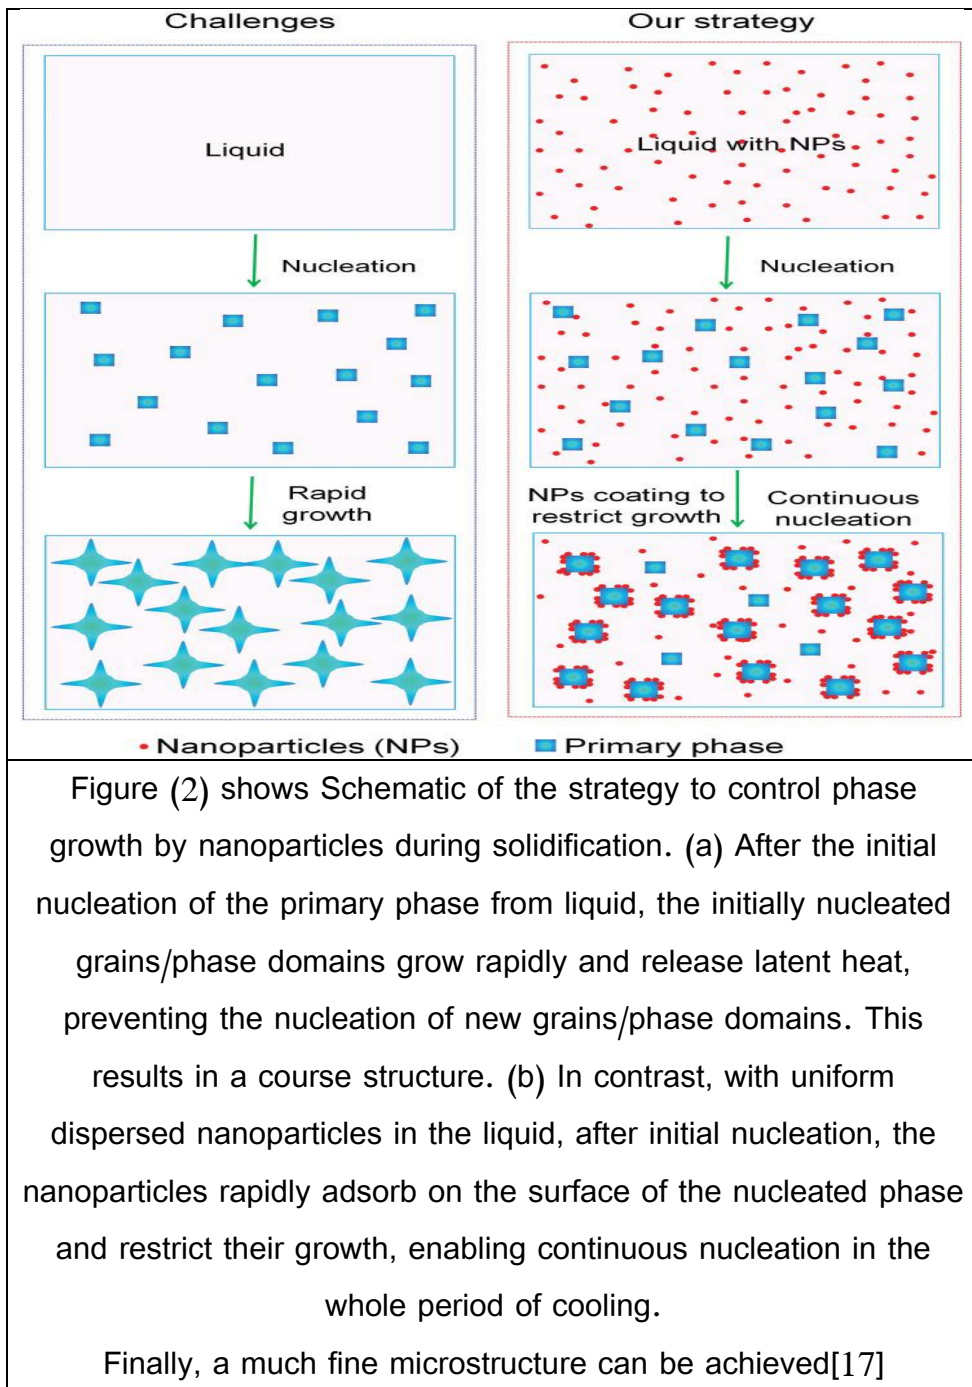 Challenges
Our strategy
Liquid
Liquid with NPs
Nucleation
Nucleation
Rapid
growth
NPs coating to
restrict growth
Continuous
nucleation
• Nanoparticles (NPs)
Primary phase
Figure (2) shows Schematic of the strategy to control phase
growth by nanoparticles during solidification. (a) After the initial
nucleation of the primary phase from liquid, the initially nucleated
grains/phase domains grow rapidly and release latent heat,
preventing the nucleation of new grains/phase domains. This
results in a course structure. (b) In contrast, with uniform
dispersed nanoparticles in the liquid, after initial nucleation, the
nanoparticles rapidly adsorb on the surface of the nucleated phase
and restrict their growth, enabling continuous nucleation in the
whole period of cooling.
Finally, a much fine microstructure can be achieved[17]